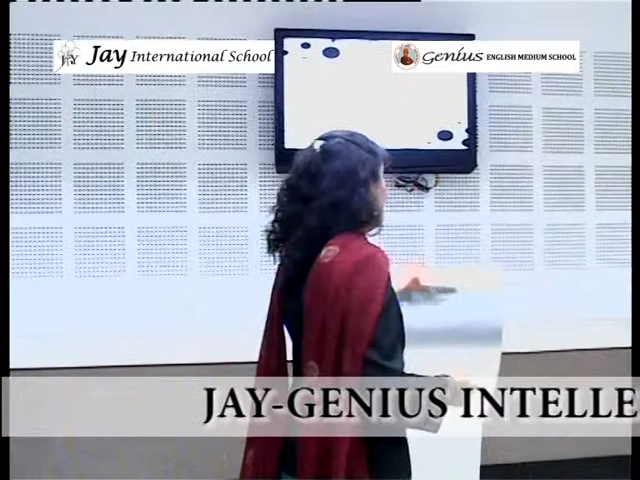 Jay International School
Genius ENGLISH MEDIUM SCHOOL
JAY-GENIUS INTELLE